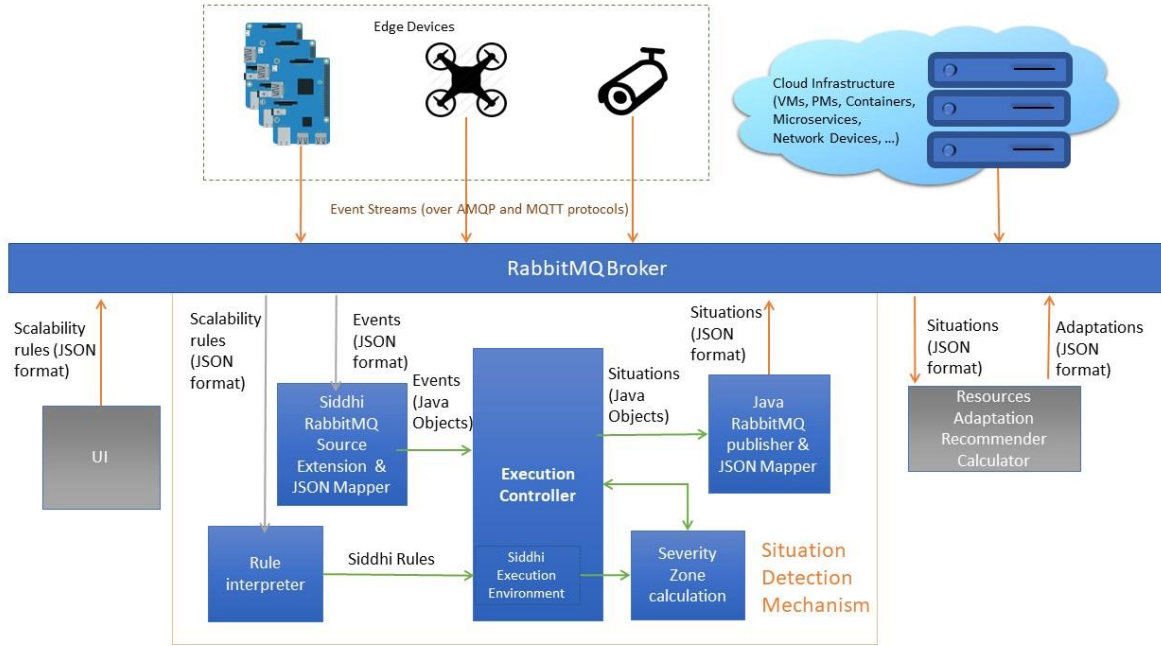 Edge Devices
Cloud Infrastructure
(VMs, PMs, Containers,
Microservices,
Network Devices, ...)
Event Streams (over AMQP and MQTT protocols)
RabbitMQ Broker
Scalability
rules (JSON
format)
Scalability
rules
(JSON
format)
Events
(JSON
format)
Situations
(JSON
format)
Situations
(JSON
format)
Adaptations
(JSON
format)
UI
Siddhi
RabbitMQ
Source
Extension &
JSON Mapper
Events
(Java
Objects)
Execution
Controller
Situations
(Java
Objects)
Java
RabbitMQ
publisher &
JSON Mapper
Resources
Adaptation
Recommender
Calculator
Rule
interpreter
Siddhi Rules
Siddhi
Execution
Environment
Severity
Zone
calculation
Situation
Detection
Mechanism